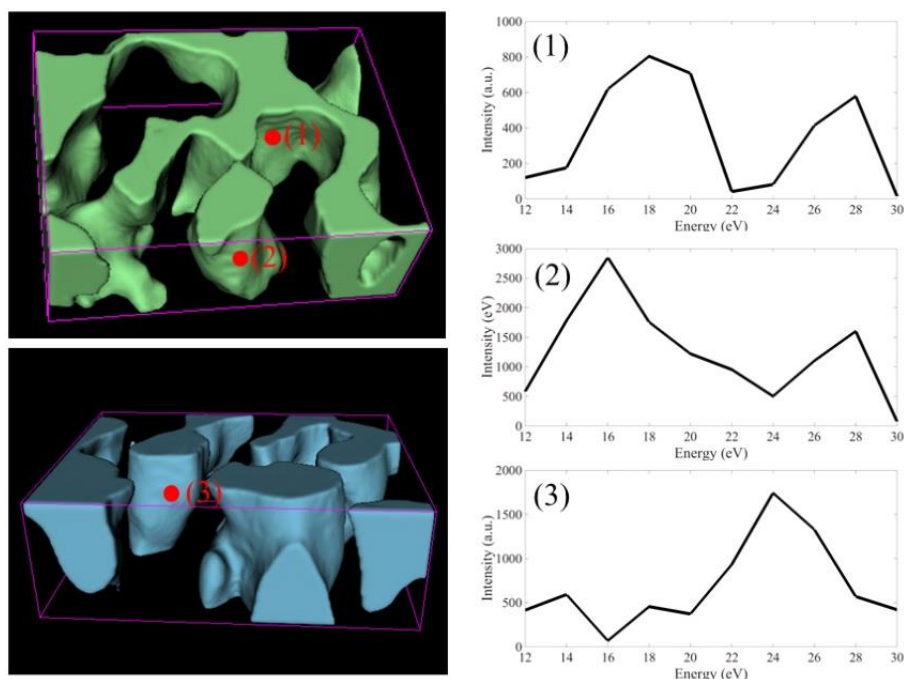 (1)
(2)
(3)
(1)
Intensity (a.u.)
1000
800
600
400
200
0
12 14 16 18 20 22 24 26 28 30
Energy (eV)
(2)
Intensity (eV)
3000
2500
2000
1500
1000
500
0
12 14 16 18 20 22 24 26 28 30
Energy (eV)
(3)
Intensity (a.u.)
2000
1500
1000
500
0
12 14 16 18 20 22 24 26 28 30
Energy (eV)